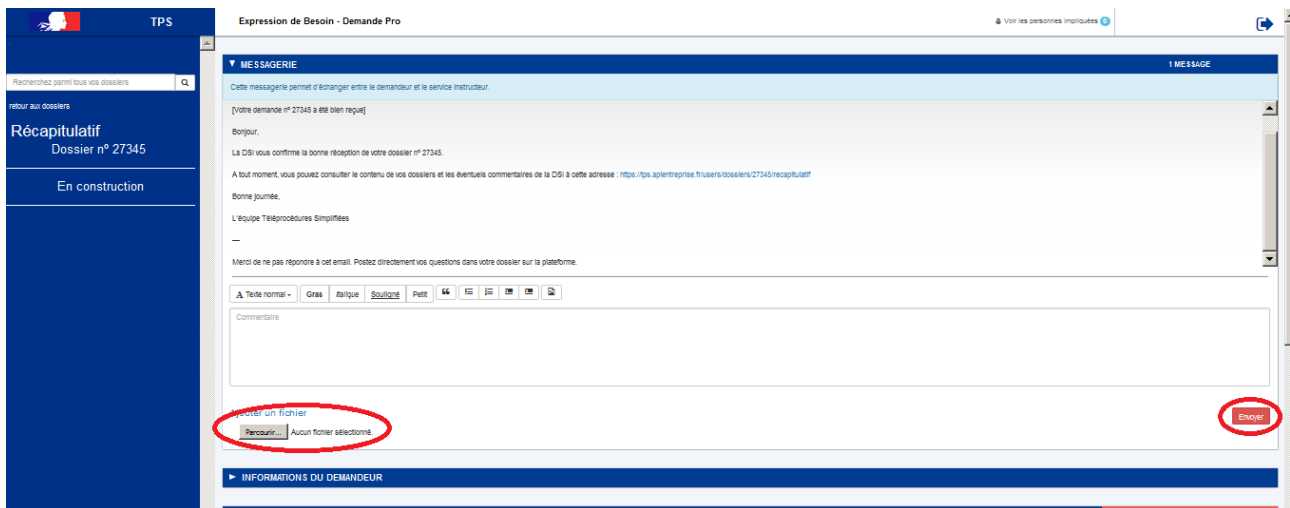 TPS
Expression de Besoin - Demande Pro
Voir les personnes impliquées 0
MESSAGERIE
1 MESSAGE
Recherchez parmi tous vos dossiers
Cette messagerie permet d'échanger entre le demandeur et le service instructeur.
retour aux dossiers
[Votre demande nº 27345 a été bien reçue]
Récapitulatif
Dossier nº 27345
Bonjour,
La DSI vous confirme la bonne réception de votre dossier nº 27345.
A tout moment, vous pouvez consulter le contenu de vos dossiers et les éventuels commentaires de la DSI à cette adresse : https://tps.apientreprise.fr/users/dossiers/27345/recapitulatif
En construction
Bonne journée,
L'équipe Téléprocédures Simplifiées
—
Merci de ne pas répondre à cet email. Postez directement vos questions dans votre dossier sur la plateforme.
A Texte normal Gras Italique Souligné Petit
Commentaire
Ajouter un fichier
Parcourir... Aucun fichier sélectionné.
Envoyer
INFORMATIONS DU DEMANDEUR